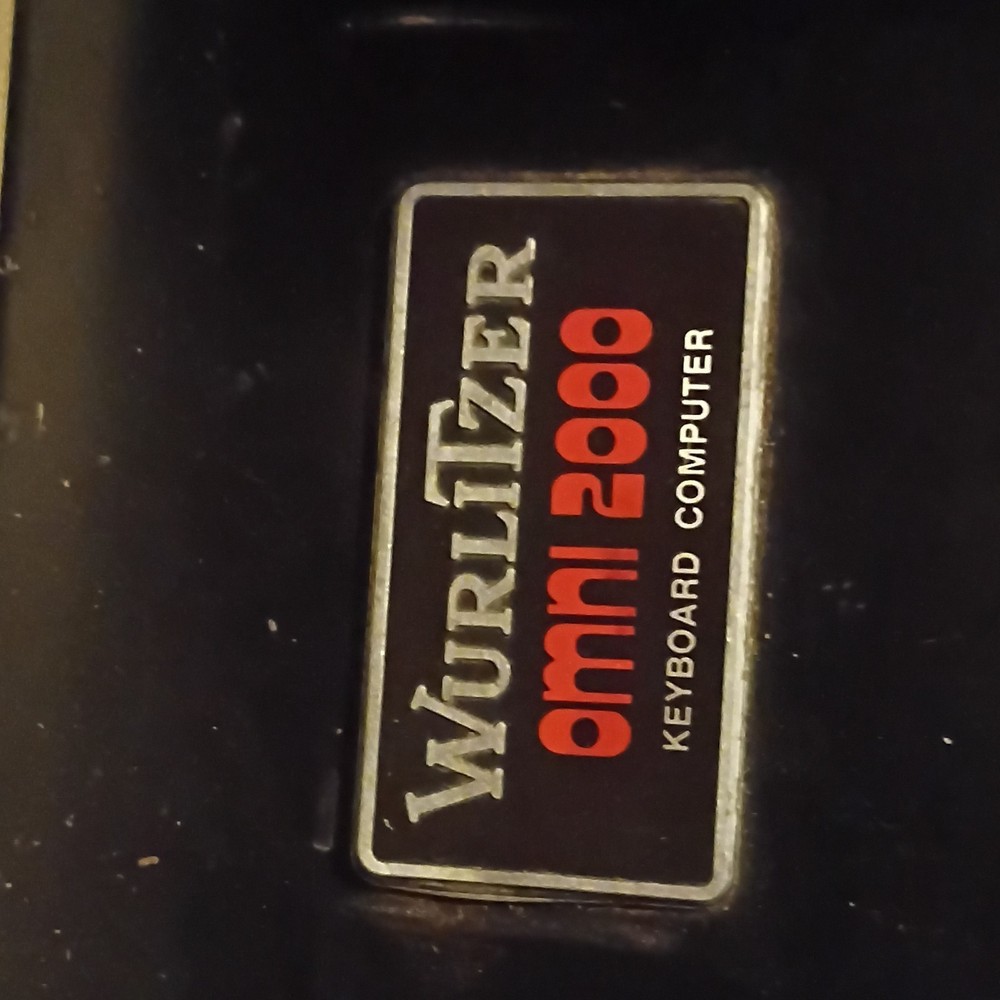 WURLITZER
omni 2000
KEYBOARD COMPUTER